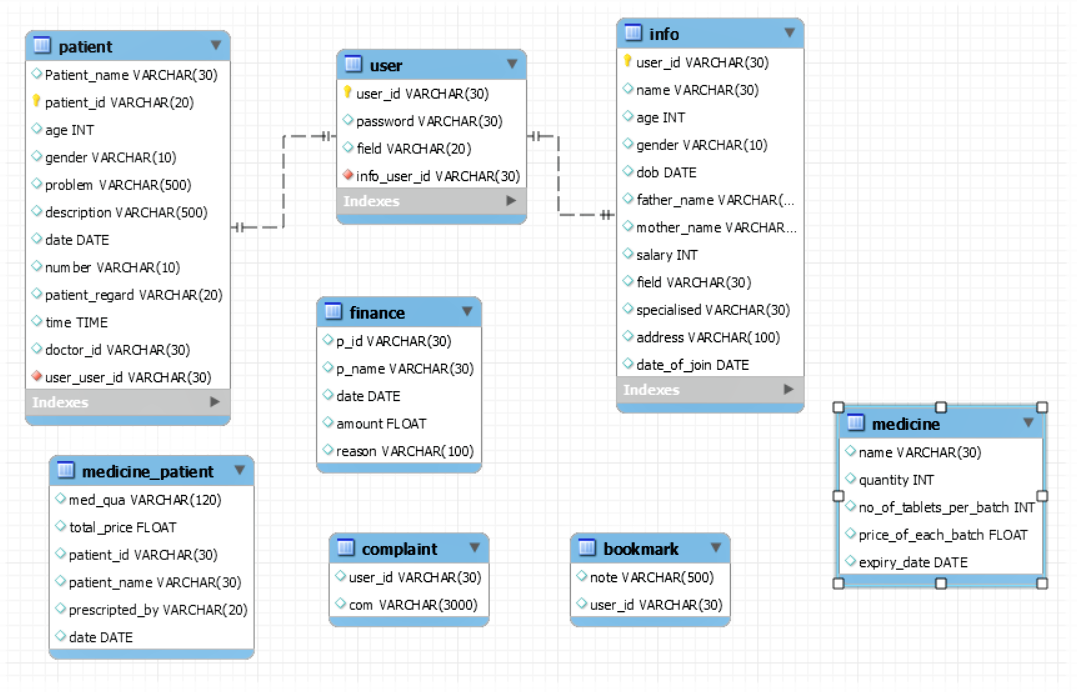 patient
Patient_name VARCHAR(30)
patient_id VARCHAR(20)
age INT
gender VARCHAR(10)
problem VARCHAR(500)
description VARCHAR(500)
date DATE
number VARCHAR(10)
patient_regard VARCHAR(20)
time TIME
doctor_id VARCHAR(30)
user_user_id VARCHAR(30)
Indexes
user
user_id VARCHAR(30)
password VARCHAR(30)
field VARCHAR(20)
info_user_id VARCHAR(30)
Indexes
info
user_id VARCHAR(30)
name VARCHAR(30)
age INT
gender VARCHAR(10)
dob DATE
father_name VARCHAR(...
mother_name VARCHAR...
salary INT
field VARCHAR(30)
specialised VARCHAR(30)
address VARCHAR(100)
date_of_join DATE
Indexes
finance
p_id VARCHAR(30)
p_name VARCHAR(30)
date DATE
amount FLOAT
reason VARCHAR(100)
medicine
name VARCHAR(30)
quantity INT
no_of_tablets_per_batch INT
price_of_each_batch FLOAT
expiry_date DATE
medicine_patient
med_qua VARCHAR(120)
total_price FLOAT
patient_id VARCHAR(30)
patient_name VARCHAR(30)
prescripted_by VARCHAR(20)
date DATE
complaint
user_id VARCHAR(30)
com VARCHAR(3000)
bookmark
note VARCHAR(500)
user_id VARCHAR(30)